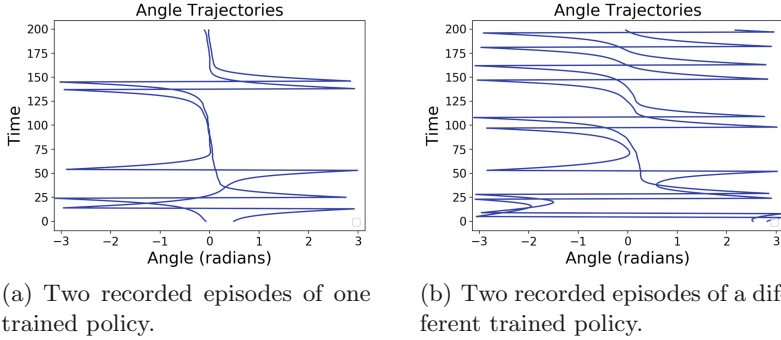 Angle Trajectories
200
175
150
125
100
75
50
25
0
Time
−3 −2 −1 0 1 2 3
Angle (radians)
(a) Two recorded episodes of one
trained policy.
Angle Trajectories
200
175
150
125
100
75
50
25
0
Time
−3 −2 −1 0 1 2 3
Angle (radians)
(b) Two recorded episodes of a dif-
ferent trained policy.